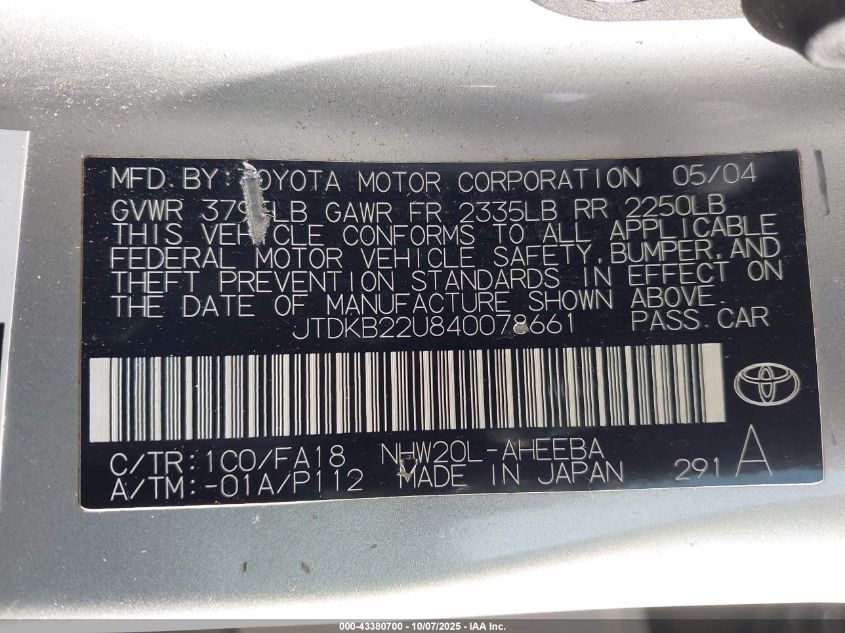 MFD. BY: TOYOTA MOTOR CORPORATION 05/04
GVWR 3795LB GAWR FR 2335LB RR 2250LB
THIS VEHICLE CONFORMS TO ALL APPLICABLE
FEDERAL MOTOR VEHICLE SAFETY, BUMPER, AND
THEFT PREVENTION STANDARDS IN EFFECT ON
THE DATE OF MANUFACTURE SHOWN ABOVE.
JTDKB22U840078661 PASS. CAR
C/TR: 1C0/FA18 NHW20L-AHEEBA
A/TM: -01A/P112 MADE IN JAPAN 291 A
000-43380700 - 10/07/2025 - IAA Inc.